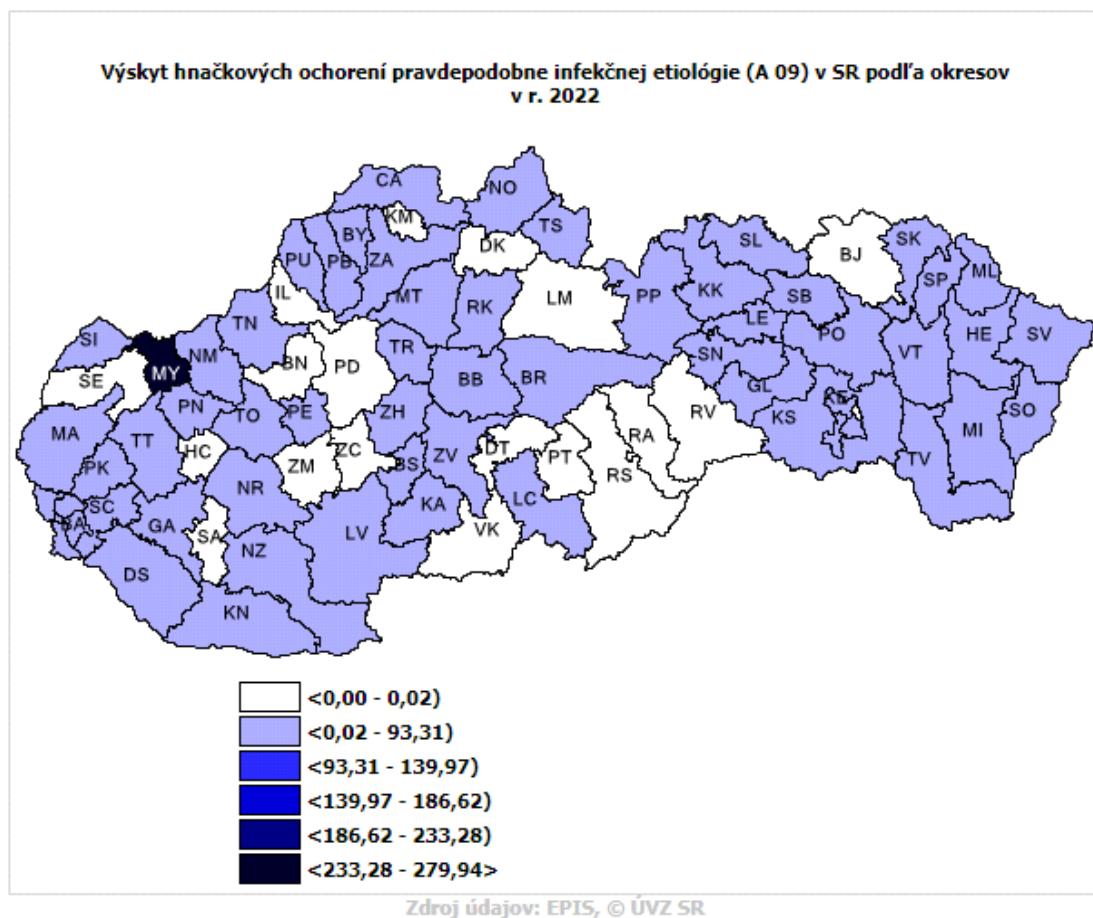 Výskyt hnačkových ochorení pravdepodobne infekčnej etiológie (A 09) v SR podľa okresov
v r. 2022
CA
NO
KM
TS
BY
DK
SL
BJ
SK
PU
PB
ZA
ML
SP
IL
MT
RK
LM
PP
KK
SB
TN
LE
PO
HE
SV
SI
NM
TR
SN
VT
MY
BN
PD
BB
BR
SE
GL
PN
TO
PE
ZH
RV
KS
KE
SO
MA
TT
RA
MI
HC
ZM
ZC
DT
PT
PK
BS
ZV
RS
TV
NR
LC
SC
KA
BA
GA
SA
LV
VK
NZ
DS
KN
<0,00 - 0,02)
<0,02 - 93,31)
<93,31 - 139,97)
<139,97 - 186,62)
<186,62 - 233,28)
<233,28 - 279,94>
Zdroj údajov: EPIS, © ÚVZ SR